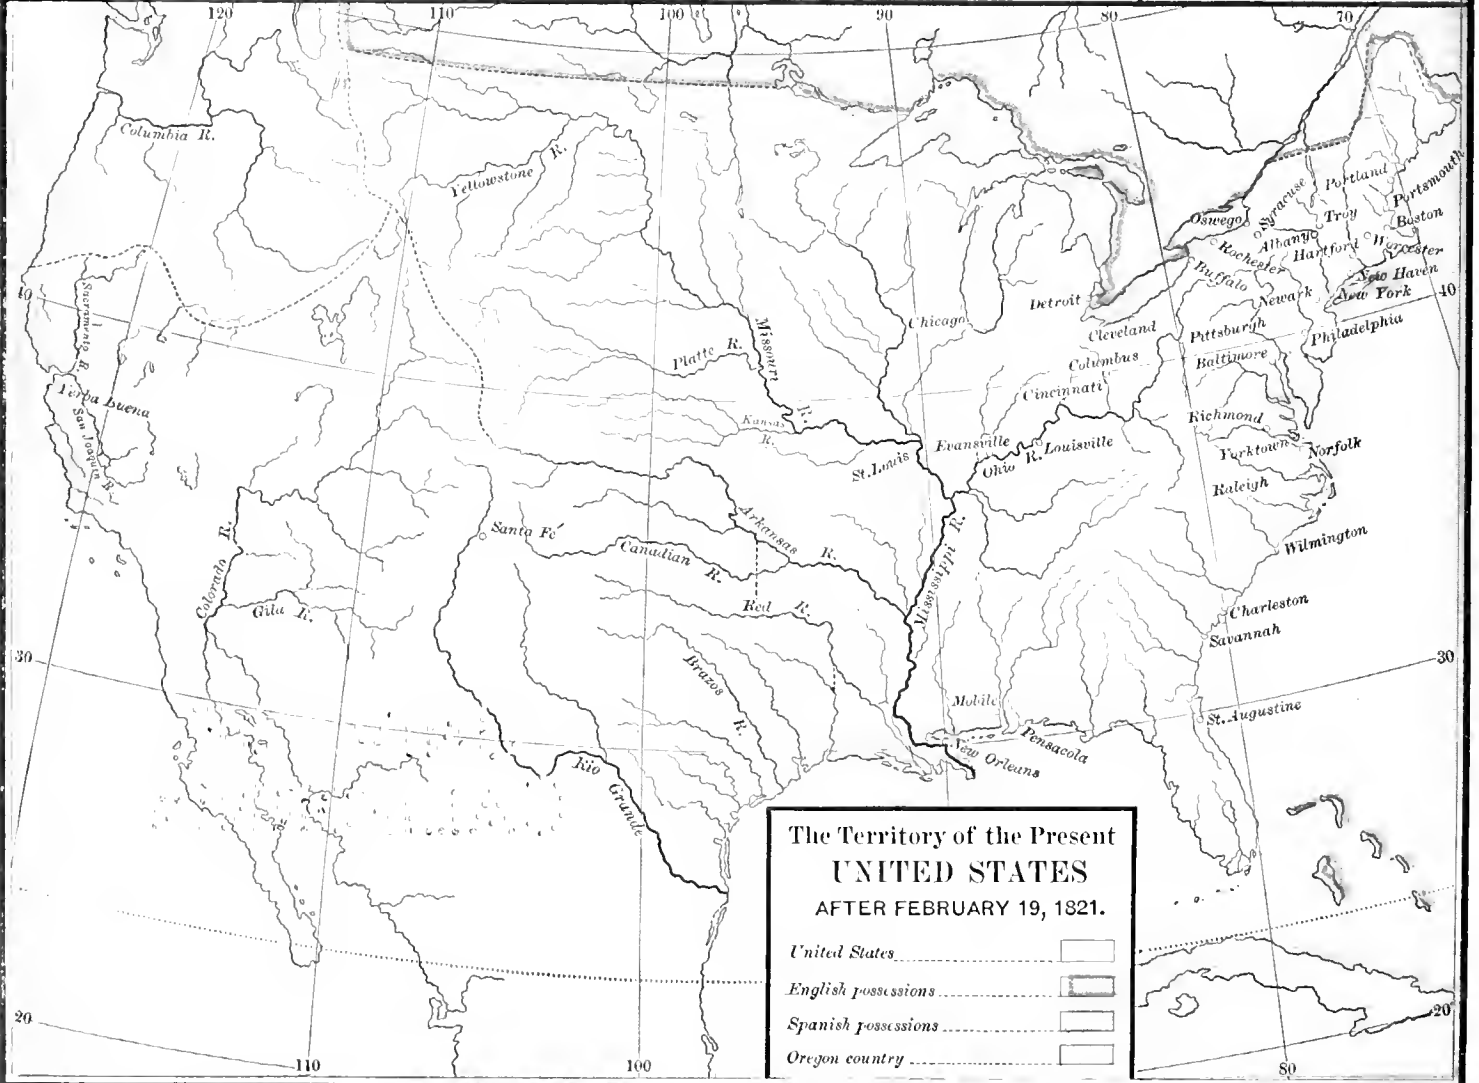 120
110
100
90
80
70
Columbia R.
Yellowstone R.
Portland
Portsmouth
Syracuse
Oswego
Troy
Boston
Albany
Rochester
Hartford
Worcester
Buffalo
New Haven
Newark
New York
40
40
Detroit
Chicago
Cleveland
Pittsburgh
Philadelphia
Columbus
Baltimore
Cincinnati
Sacramento R.
Missouri R.
Platte R.
Yerba Buena
San Joaquin R.
Kansas R.
Richmond
Evansville
Louisville
Yorktown
Norfolk
St. Louis
Ohio R.
Raleigh
Santa Fé
Arkansas R.
Canadian R.
Mississippi R.
Wilmington
Colorado R.
Gila R.
Red R.
Charleston
Savannah
30
30
Brazos R.
Mobile
St. Augustine
Pensacola
New Orleans
Rio Grande
The Territory of the Present
UNITED STATES
AFTER FEBRUARY 19, 1821.
United States
English possessions
Spanish possessions
Oregon country
20
20
110
100
80